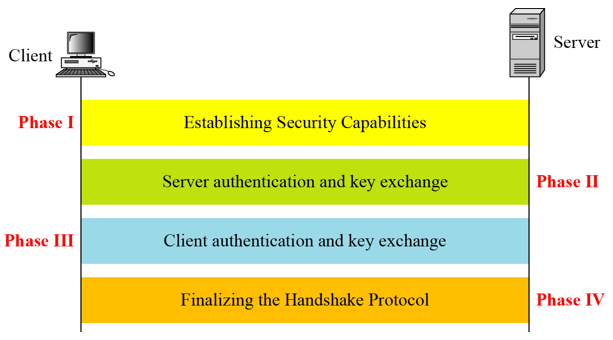 Client
Server
Phase I
Establishing Security Capabilities
Server authentication and key exchange
Phase II
Phase III
Client authentication and key exchange
Finalizing the Handshake Protocol
Phase IV